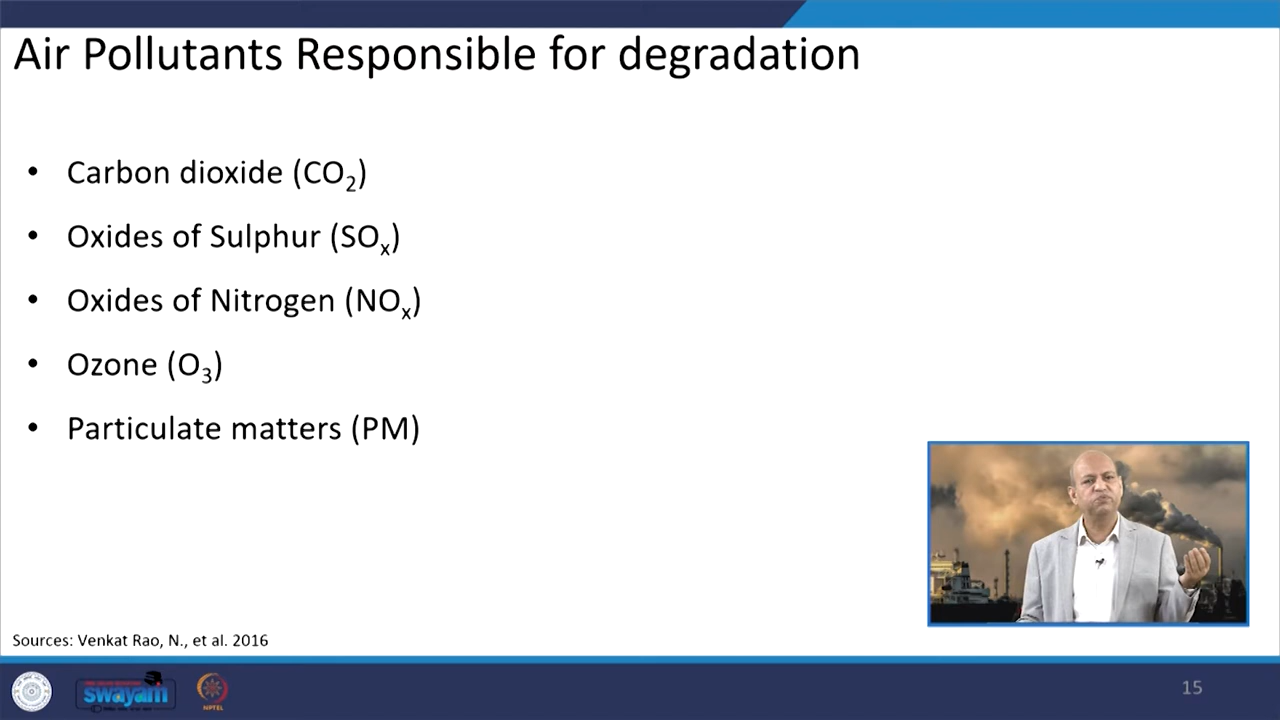 Air Pollutants Responsible for degradation
• Carbon dioxide (CO₂)
• Oxides of Sulphur (SOₓ)
• Oxides of Nitrogen (NOₓ)
• Ozone (O₃)
• Particulate matters (PM)
Sources: Venkat Rao, N., et al. 2016
swayam
NPTEL
15